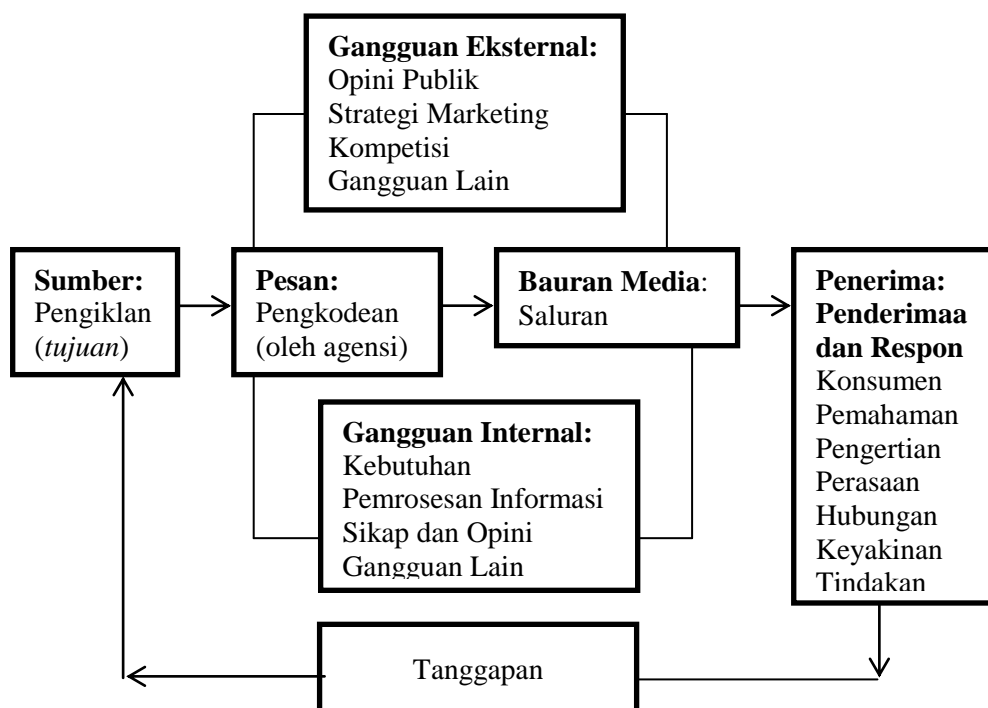 Gangguan Eksternal:
Opini Publik
Strategi Marketing
Kompetisi
Gangguan Lain
Sumber:
Pengiklan
(tujuan)
Pesan:
Pengkodean
(oleh agensi)
Bauran Media:
Saluran
Penerima:
Penderimaa
dan Respon
Konsumen
Pemahaman
Pengertian
Perasaan
Hubungan
Keyakinan
Tindakan
Gangguan Internal:
Kebutuhan
Pemrosesan Informasi
Sikap dan Opini
Gangguan Lain
Tanggapan